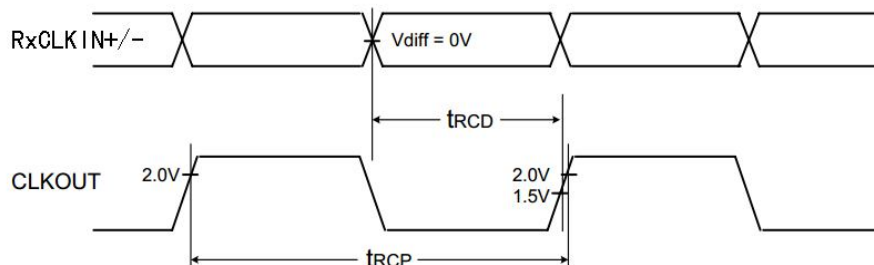 RxCLKIN+/-
Vdiff = 0V
tRCD
CLKOUT
2.0V
2.0V
1.5V
tRCP